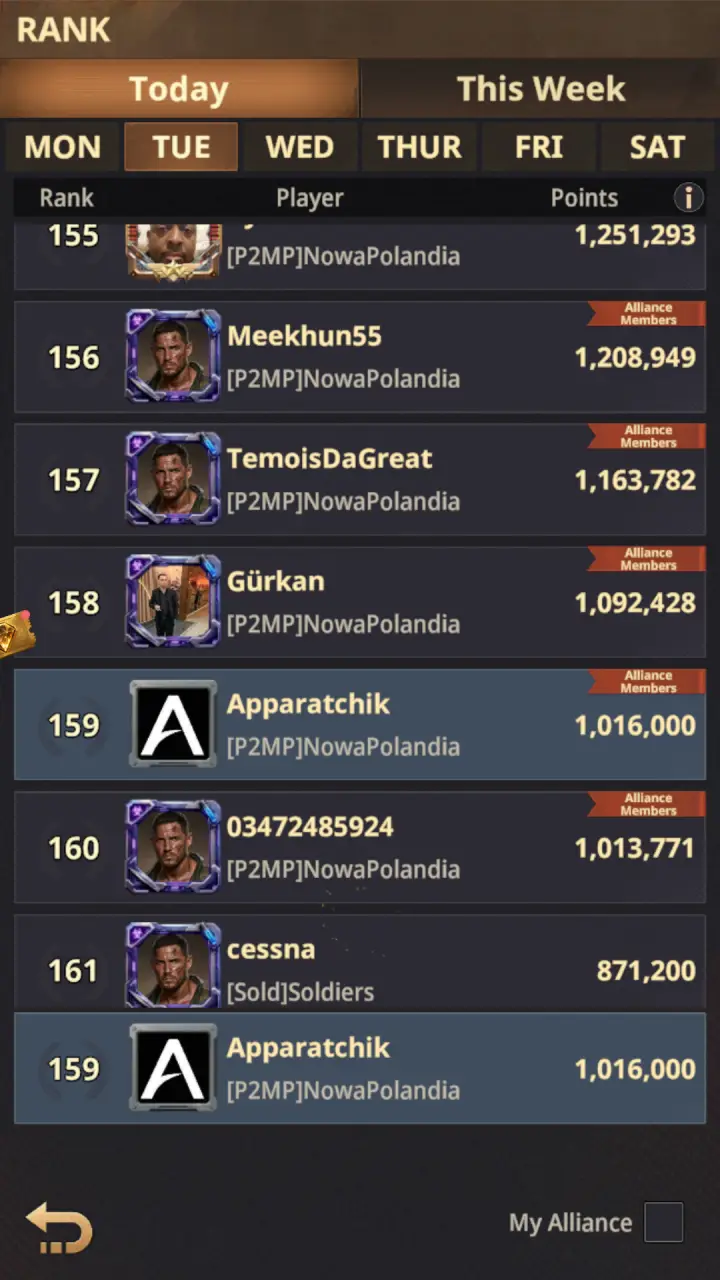 RANK
Today
This Week
MON
TUE
WED
THUR
FRI
SAT
Rank
Player
Points
i
155
[P2MP]NowaPolandia
1,251,293
Alliance
Members
156
Meekhun55
[P2MP]NowaPolandia
1,208,949
Alliance
Members
157
TemoisDaGreat
[P2MP]NowaPolandia
1,163,782
Alliance
Members
158
Gürkan
[P2MP]NowaPolandia
1,092,428
Alliance
Members
159
Apparatchik
[P2MP]NowaPolandia
1,016,000
Alliance
Members
160
03472485924
[P2MP]NowaPolandia
1,013,771
161
cessna
[Sold]Soldiers
871,200
159
Apparatchik
[P2MP]NowaPolandia
1,016,000
My Alliance